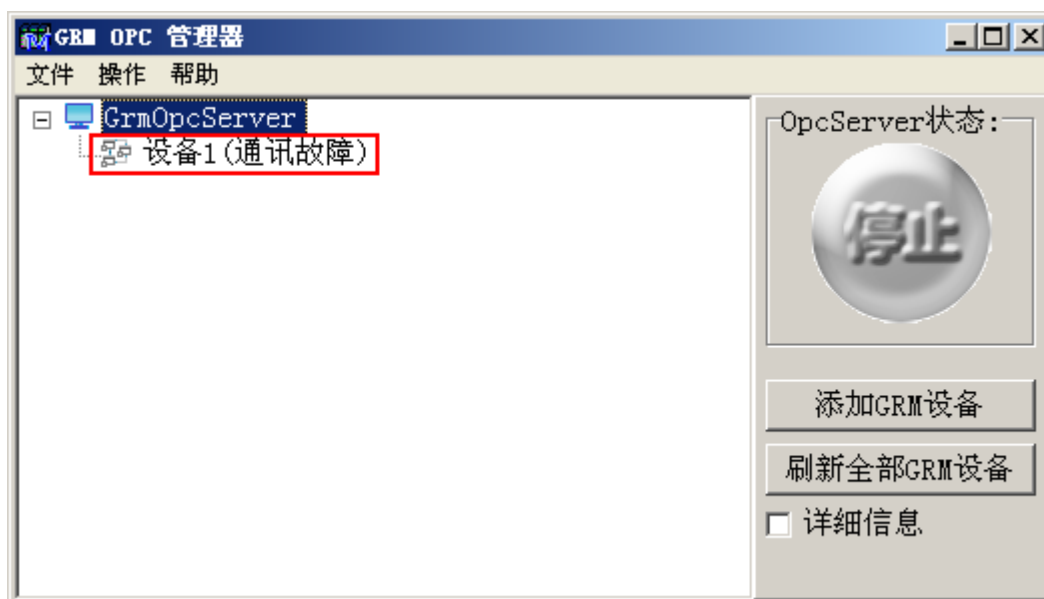 GRM OPC 管理器
文件 操作 帮助
GrmOpcServer
设备1(通讯故障)
OpcServer状态:
停止
添加GRM设备
刷新全部GRM设备
详细信息